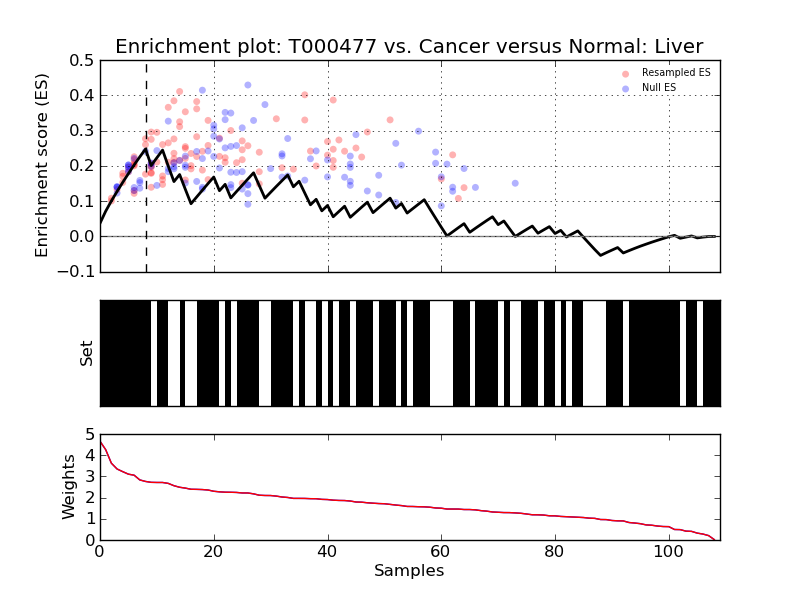 Enrichment plot: T000477 vs. Cancer versus Normal: Liver
Enrichment score (ES)
0.5
0.4
0.3
0.2
0.1
0.0
−0.1
Resampled ES
Null ES
Set
Weights
5
4
3
2
1
0
0 20 40 60 80 100
Samples